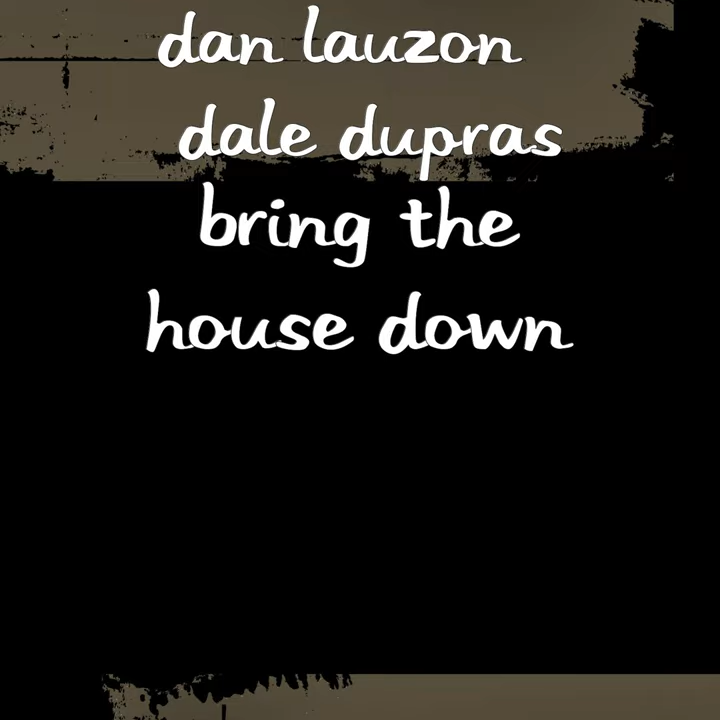 dan lauzon
dale dupras
bring the
house down